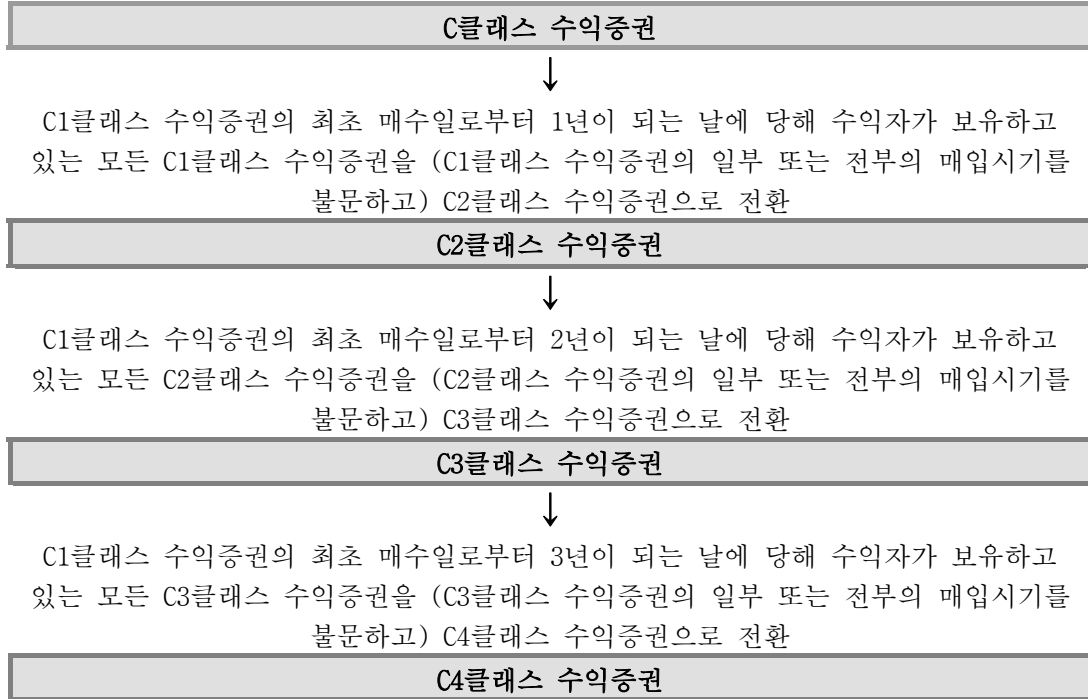 C클래스 수익증권
↓
C1클래스 수익증권의 최초 매수일로부터 1년이 되는 날에 당해 수익자가 보유하고
있는 모든 C1클래스 수익증권을 (C1클래스 수익증권의 일부 또는 전부의 매입시기를
불문하고) C2클래스 수익증권으로 전환
C2클래스 수익증권
↓
C1클래스 수익증권의 최초 매수일로부터 2년이 되는 날에 당해 수익자가 보유하고
있는 모든 C2클래스 수익증권을 (C2클래스 수익증권의 일부 또는 전부의 매입시기를
불문하고) C3클래스 수익증권으로 전환
C3클래스 수익증권
↓
C1클래스 수익증권의 최초 매수일로부터 3년이 되는 날에 당해 수익자가 보유하고
있는 모든 C3클래스 수익증권을 (C3클래스 수익증권의 일부 또는 전부의 매입시기를
불문하고) C4클래스 수익증권으로 전환
C4클래스 수익증권